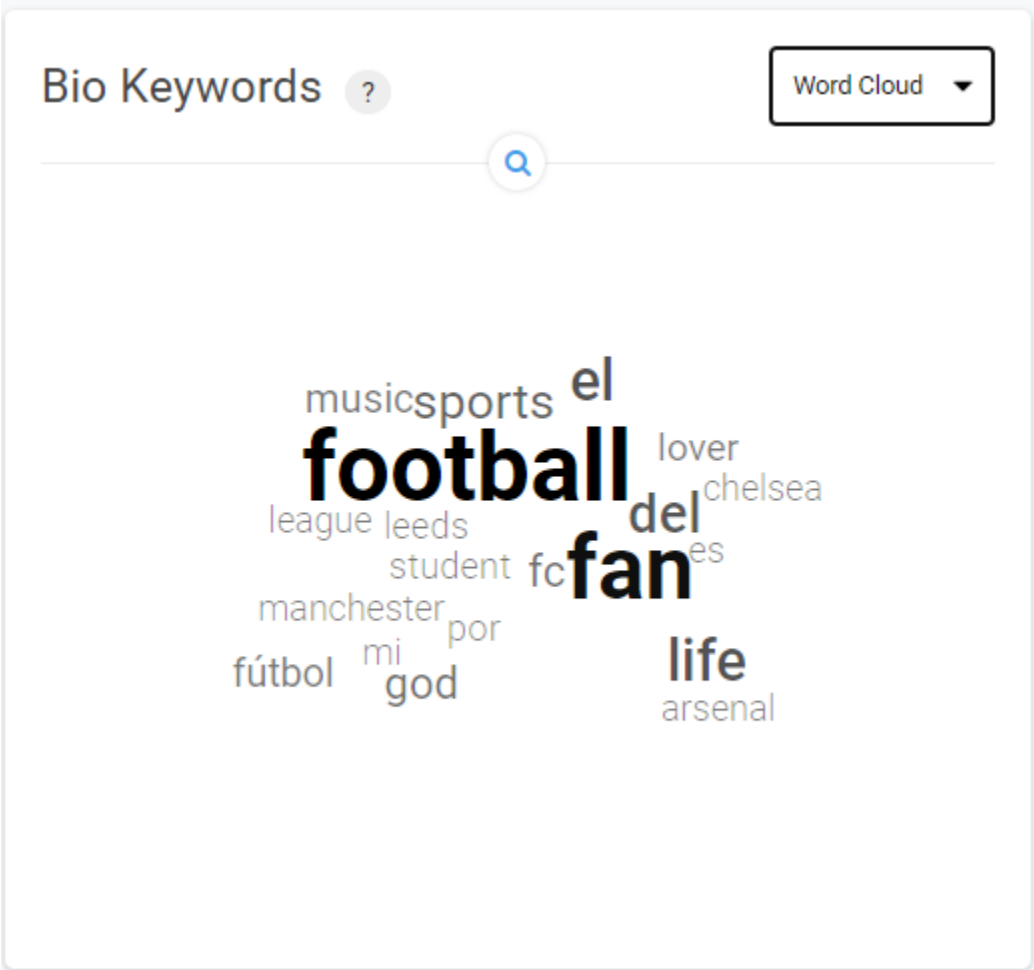 Bio Keywords ?
Word Cloud
el
music sports
football
lover
chelsea
del
league leeds
es
student fc fan
manchester
por
mi
life
fútbol god
arsenal